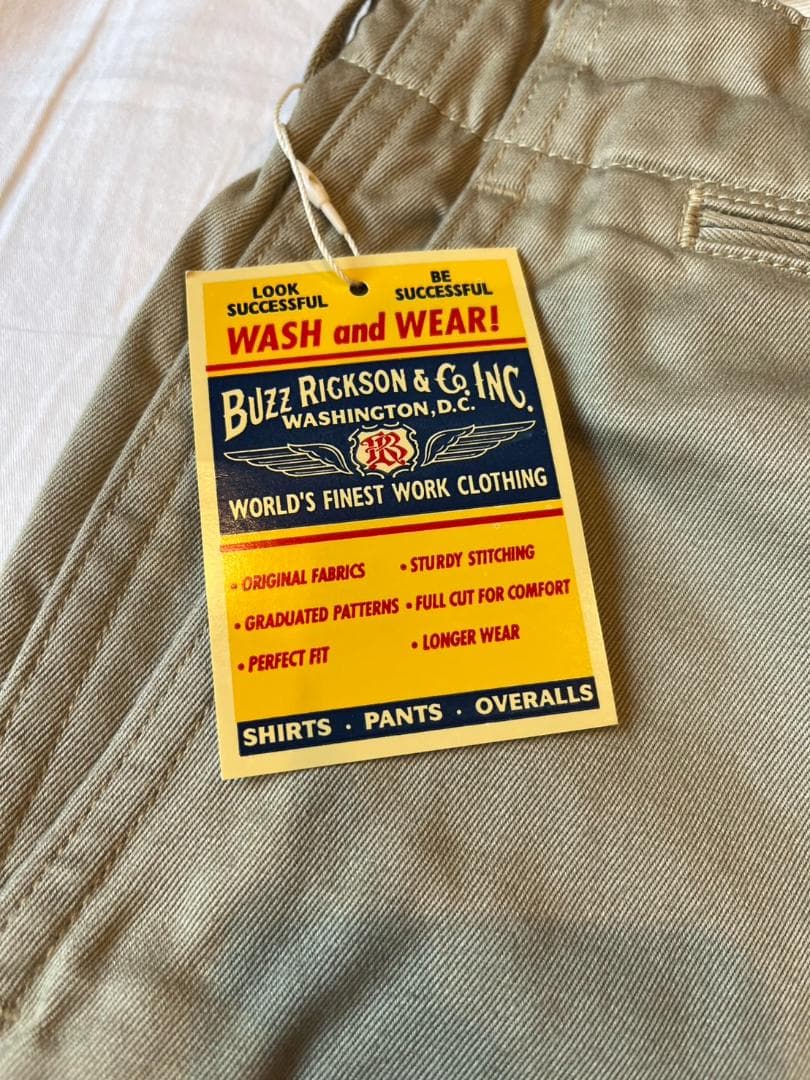 LOOK SUCCESSFUL
BE SUCCESSFUL
WASH and WEAR!
BUZZ RICKSON & Co. INC.
WASHINGTON, D.C.
BR
WORLD'S FINEST WORK CLOTHING
• ORIGINAL FABRICS
• STURDY STITCHING
• GRADUATED PATTERNS
• FULL CUT FOR COMFORT
• PERFECT FIT
• LONGER WEAR
SHIRTS · PANTS · OVERALLS